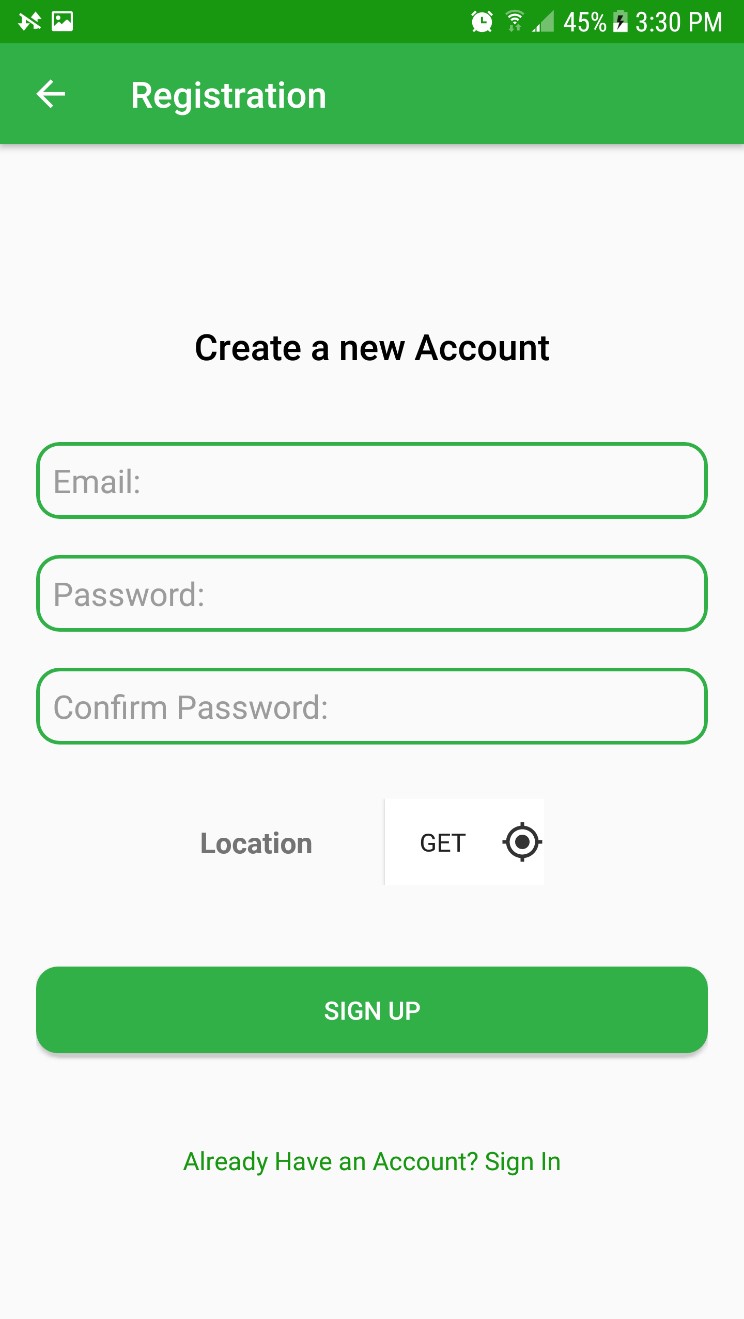 45% 3:30 PM
Registration
Create a new Account
Email:
Password:
Confirm Password:
Location GET
SIGN UP
Already Have an Account? Sign In